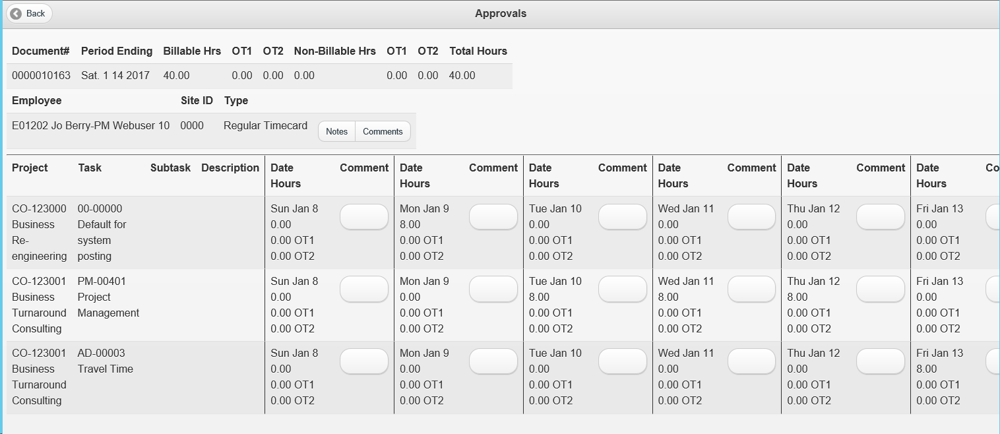 Back
Approvals
Document# Period Ending Billable Hrs OT1 OT2 Non-Billable Hrs OT1 OT2 Total Hours
0000010163 Sat. 1 14 2017 40.00 0.00 0.00 0.00 0.00 0.00 40.00
Employee Site ID Type
E01202 Jo Berry-PM Webuser 10 0000 Regular Timecard Notes Comments
Project Task Subtask Description Date Comment Date Comment Date Comment Date Comment Date Comment Date Co
Hours Hours Hours Hours Hours Hours
CO-123000 00-00000 Sun Jan 8 Mon Jan 9 Tue Jan 10 Wed Jan 11 Thu Jan 12 Fri Jan 13
Business Default for 0.00 8.00 0.00 0.00 0.00 0.00
Re- system 0.00 OT1 0.00 OT1 0.00 OT1 0.00 OT1 0.00 OT1 0.00 OT1
engineering posting 0.00 OT2 0.00 OT2 0.00 OT2 0.00 OT2 0.00 OT2 0.00 OT2
CO-123001 PM-00401 Sun Jan 8 Mon Jan 9 Tue Jan 10 Wed Jan 11 Thu Jan 12 Fri Jan 13
Business Project 0.00 0.00 8.00 8.00 8.00 0.00
Turnaround Management 0.00 OT1 0.00 OT1 0.00 OT1 0.00 OT1 0.00 OT1 0.00 OT1
Consulting 0.00 OT2 0.00 OT2 0.00 OT2 0.00 OT2 0.00 OT2 0.00 OT2
CO-123001 AD-00003 Sun Jan 8 Mon Jan 9 Tue Jan 10 Wed Jan 11 Thu Jan 12 Fri Jan 13
Business Travel Time 0.00 0.00 0.00 0.00 0.00 8.00
Turnaround 0.00 OT1 0.00 OT1 0.00 OT1 0.00 OT1 0.00 OT1 0.00 OT1
Consulting 0.00 OT2 0.00 OT2 0.00 OT2 0.00 OT2 0.00 OT2 0.00 OT2